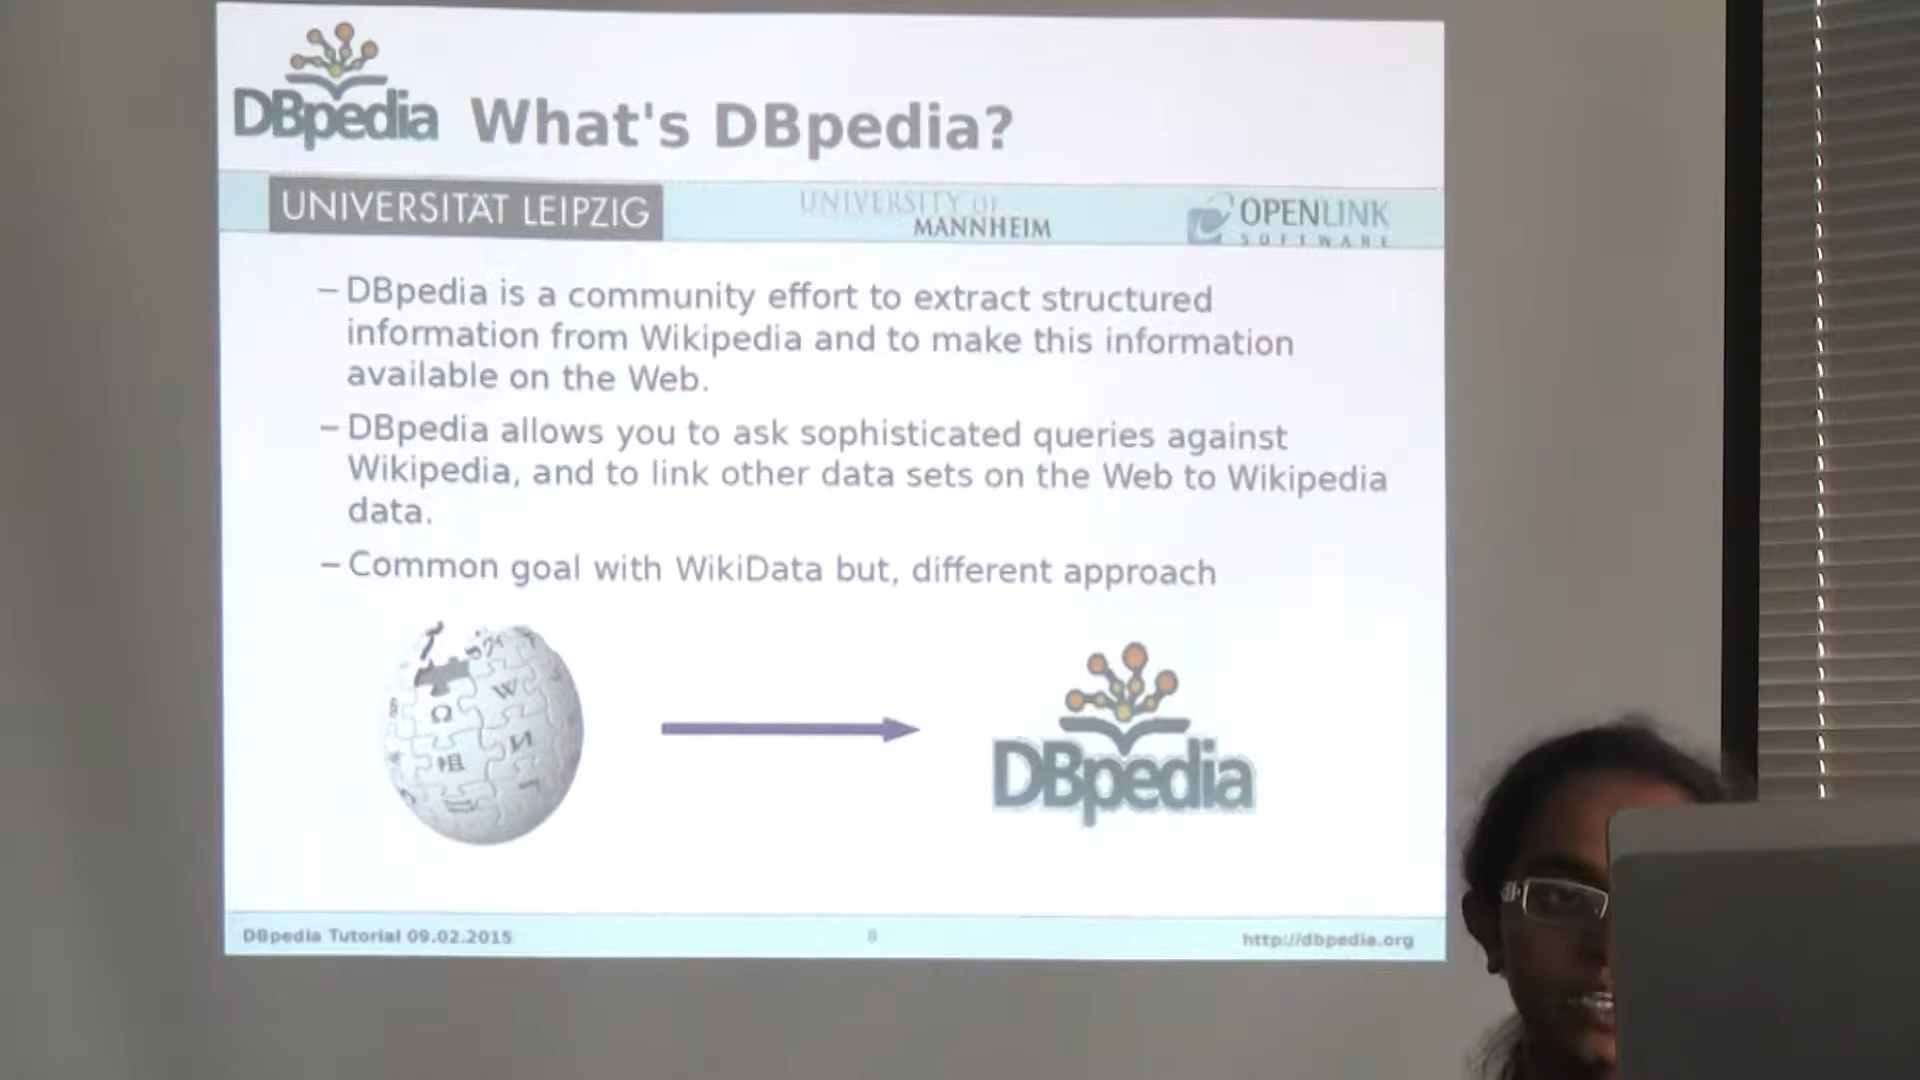 DBpedia What's DBpedia?
UNIVERSITÄT LEIPZIG
UNIVERSITY OF
MANNHEIM
OPENLINK
SOFTWARE
– DBpedia is a community effort to extract structured
information from Wikipedia and to make this information
available on the Web.
– DBpedia allows you to ask sophisticated queries against
Wikipedia, and to link other data sets on the Web to Wikipedia
data.
– Common goal with WikiData but, different approach
W
Ω
И
祖
DBpedia
DBpedia Tutorial 09.02.2015 8 http://dbpedia.org